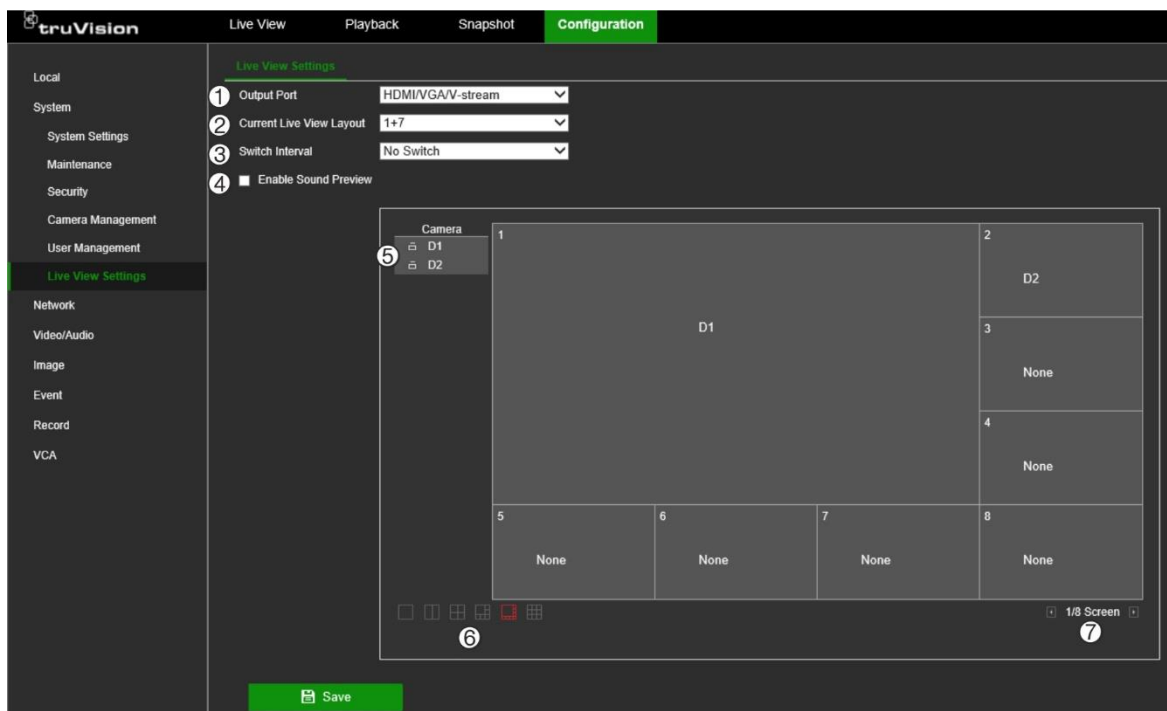 truVision
Live View Playback Snapshot Configuration
Local
System
System Settings
Maintenance
Security
Camera Management
User Management
Live View Settings
Network
Video/Audio
Image
Event
Record
VCA
Live View Settings
1 Output Port HDMI/VGA/V-stream
2 Current Live View Layout 1+7
3 Switch Interval No Switch
4 Enable Sound Preview
Camera
5 D1
D2
1
D1
2
D2
3
None
4
None
5
None
6
None
7
None
8
None
6
1/8 Screen
7
Save